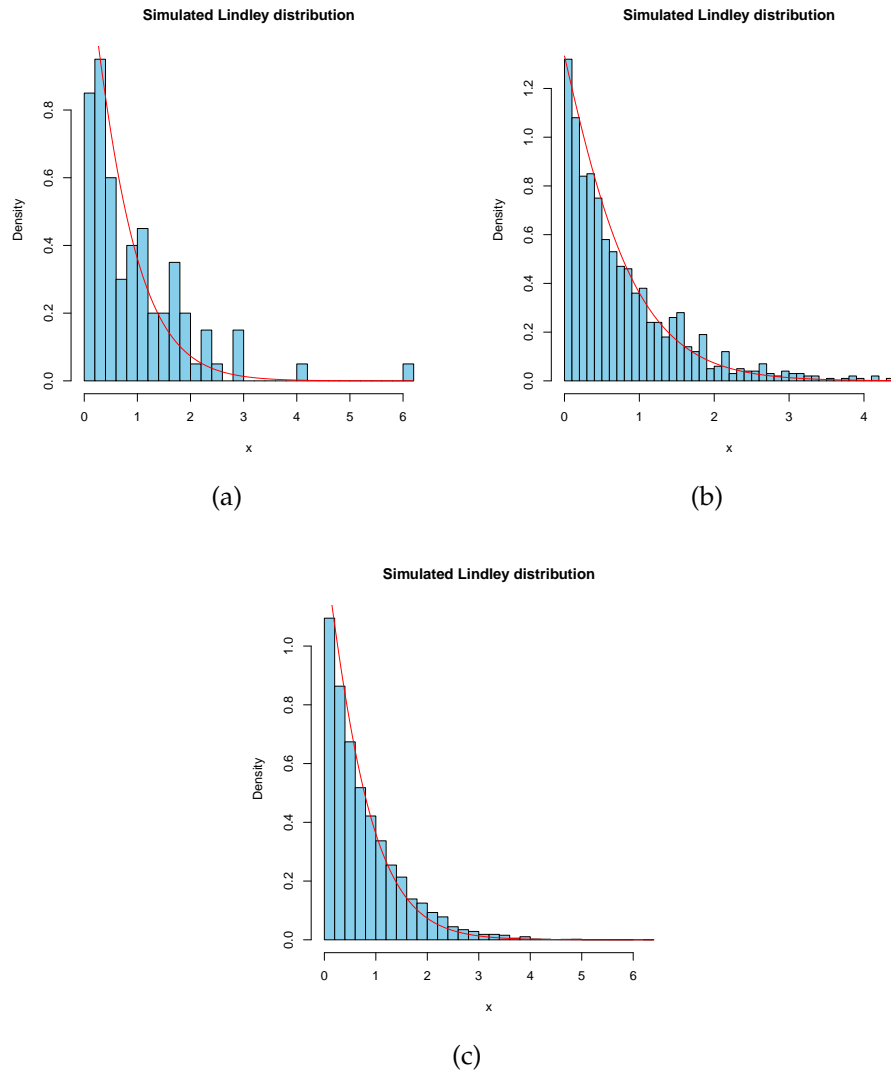 Simulated Lindley distribution
Density
0.0 0.2 0.4 0.6 0.8
0 1 2 3 4 5 6
x
(a)
Simulated Lindley distribution
Density
0.0 0.2 0.4 0.6 0.8 1.0 1.2
0 1 2 3 4
x
(b)
Simulated Lindley distribution
Density
0.0 0.2 0.4 0.6 0.8 1.0
0 1 2 3 4 5 6
x
(c)